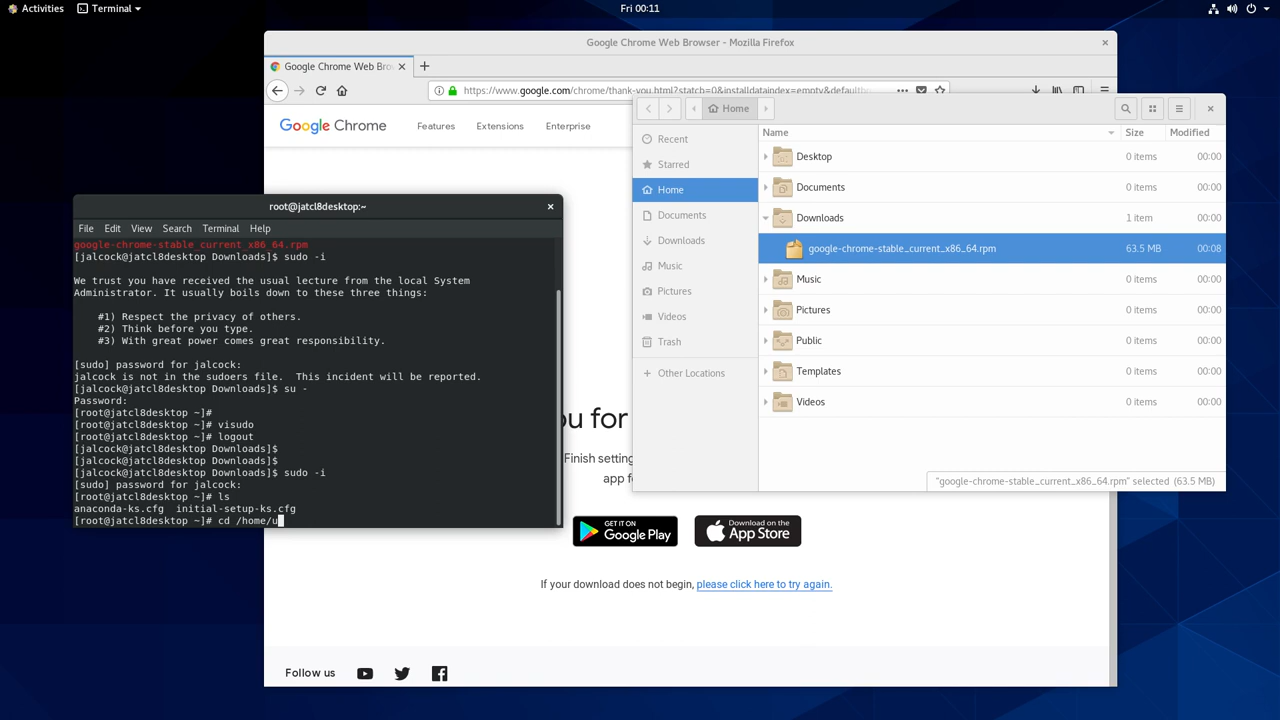 Activities
Terminal
Fri 00:11
Google Chrome Web Browser - Mozilla Firefox
Google Chrome Web Bro
https://www.google.com/chrome/thank-you.html?statcb=0&installdataindex=empty&default
Google Chrome
Features
Extensions
Enterprise
ou for
Finish setting
app fo
GET IT ON
Google Play
Download on the
App Store
If your download does not begin, please click here to try again.
Follow us
Home
Recent
Starred
Home
Documents
Downloads
Music
Pictures
Videos
Trash
Other Locations
Name Size Modified
Desktop 0 items 00:00
Documents 0 items 00:00
Downloads 1 item 00:00
google-chrome-stable_current_x86_64.rpm 63.5 MB 00:08
Music 0 items 00:00
Pictures 0 items 00:00
Public 0 items 00:00
Templates 0 items 00:00
Videos 0 items 00:00
"google-chrome-stable_current_x86_64.rpm" selected (63.5 MB)
root@jatcl8desktop:~
File Edit View Search Terminal Help
google-chrome-stable_current_x86_64.rpm
[jalcock@jatcl8desktop Downloads]$ sudo -i
We trust you have received the usual lecture from the local System
Administrator. It usually boils down to these three things:
#1) Respect the privacy of others.
#2) Think before you type.
#3) With great power comes great responsibility.
[sudo] password for jalcock:
jalcock is not in the sudoers file.  This incident will be reported.
[jalcock@jatcl8desktop Downloads]$ su -
Password:
[root@jatcl8desktop ~]#
[root@jatcl8desktop ~]# visudo
[root@jatcl8desktop ~]# logout
[jalcock@jatcl8desktop Downloads]$
[jalcock@jatcl8desktop Downloads]$
[jalcock@jatcl8desktop Downloads]$ sudo -i
[sudo] password for jalcock:
[root@jatcl8desktop ~]# ls
anaconda-ks.cfg  initial-setup-ks.cfg
[root@jatcl8desktop ~]# cd /home/u